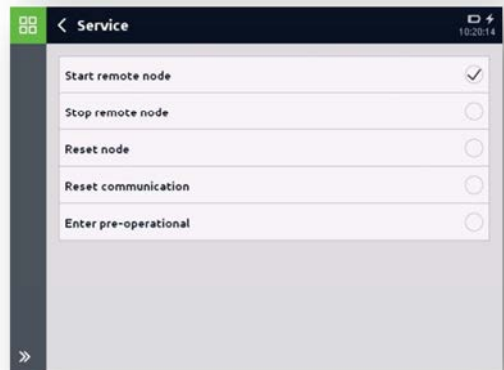 Service
10:20:14
Start remote node
Stop remote node
Reset node
Reset communication
Enter pre-operational